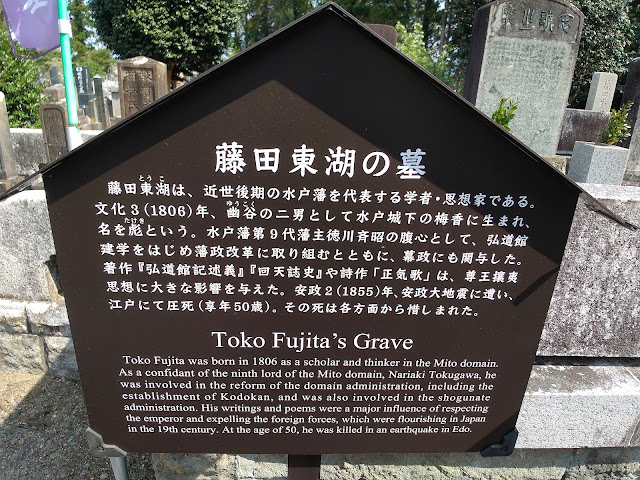 藤田東湖の墓
とうこ
藤田東湖は、近世後期の水戸藩を代表する学者・思想家である。
ゆうこく
文化3(1806)年、幽谷の二男として水戸城下の梅香に生まれ、
たけき
名を彪という。水戸藩第9代藩主徳川斉昭の腹心として、弘道館
建学をはじめ藩政改革に取り組むとともに、幕政にも関与した。
著作『弘道館記述義』『回天詩史』や詩作「正気歌」は、尊王攘夷
思想に大きな影響を与えた。安政2(1855)年、安政大地震に遭い、
江戸にて圧死(享年50歳)。その死は各方面から惜しまれた。
Toko Fujita's Grave
Toko Fujita was born in 1806 as a scholar and thinker in the Mito domain.
As a confidant of the ninth lord of the Mito domain, Nariaki Tokugawa, he
was involved in the reform of the domain administration, including the
establishment of Kodokan, and was also involved in the shogunate
administration. His writings and poems were a major influence of respecting
the emperor and expelling the foreign forces, which were flourishing in Japan
in the 19th century. At the age of 50, he was killed in an earthquake in Edo.